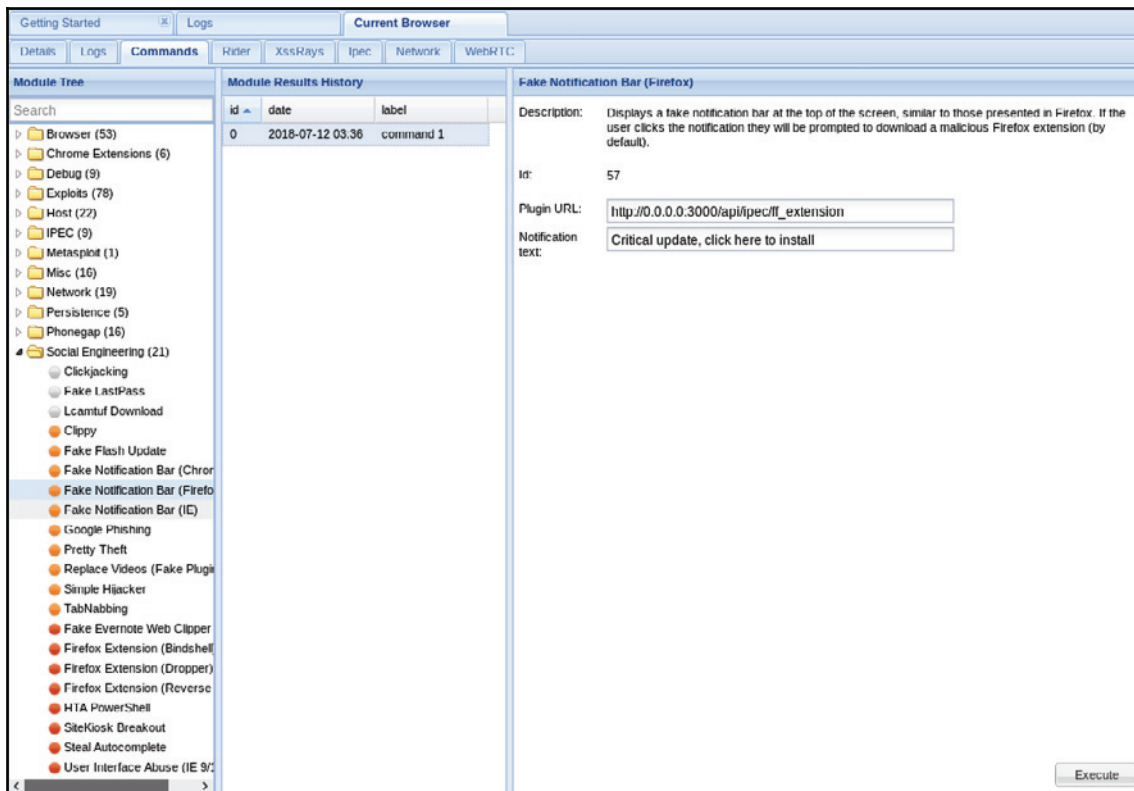 Getting Started
Logs
Current Browser
Details
Logs
Commands
Rider
XssRays
Ipec
Network
WebRTC
Module Tree
Search
Browser (53)
Chrome Extensions (6)
Debug (9)
Exploits (78)
Host (22)
IPEC (9)
Metasploit (1)
Misc (16)
Network (19)
Persistence (5)
Phonegap (16)
Social Engineering (21)
Clickjacking
Fake LastPass
Lcamtuf Download
Clippy
Fake Flash Update
Fake Notification Bar (Chror
Fake Notification Bar (Firefo
Fake Notification Bar (IE)
Google Phishing
Pretty Theft
Replace Videos (Fake Plugi
Simple Hijacker
TabNabbing
Fake Evernote Web Clipper
Firefox Extension (Bindshell
Firefox Extension (Dropper)
Firefox Extension (Reverse
HTA PowerShell
SiteKiosk Breakout
Steal Autocomplete
User Interface Abuse (IE 9/1
Module Results History
id date label
0 2018-07-12 03:36 command 1
Fake Notification Bar (Firefox)
Description: Displays a fake notification bar at the top of the screen, similar to those presented in Firefox. If the
user clicks the notification they will be prompted to download a malicious Firefox extension (by
default).
Id: 57
Plugin URL: http://0.0.0.0:3000/api/ipec/ff_extension
Notification
text: Critical update, click here to install
Execute